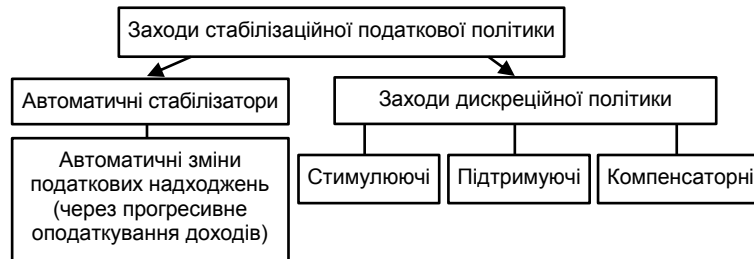 Заходи стабілізаційної податкової політики
Автоматичні стабілізатори
Заходи дискреційної політики
Автоматичні зміни
податкових надходжень
(через прогресивне
оподаткування доходів)
Стимулюючі
Підтримуючі
Компенсаторні